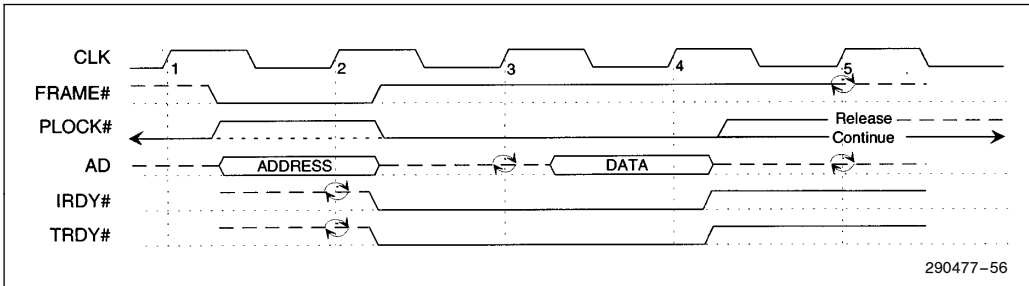 CLK
1
2
3
4
5
FRAME#
PLOCK#
Release
Continue
AD
ADDRESS
DATA
IRDY#
TRDY#
290477–56